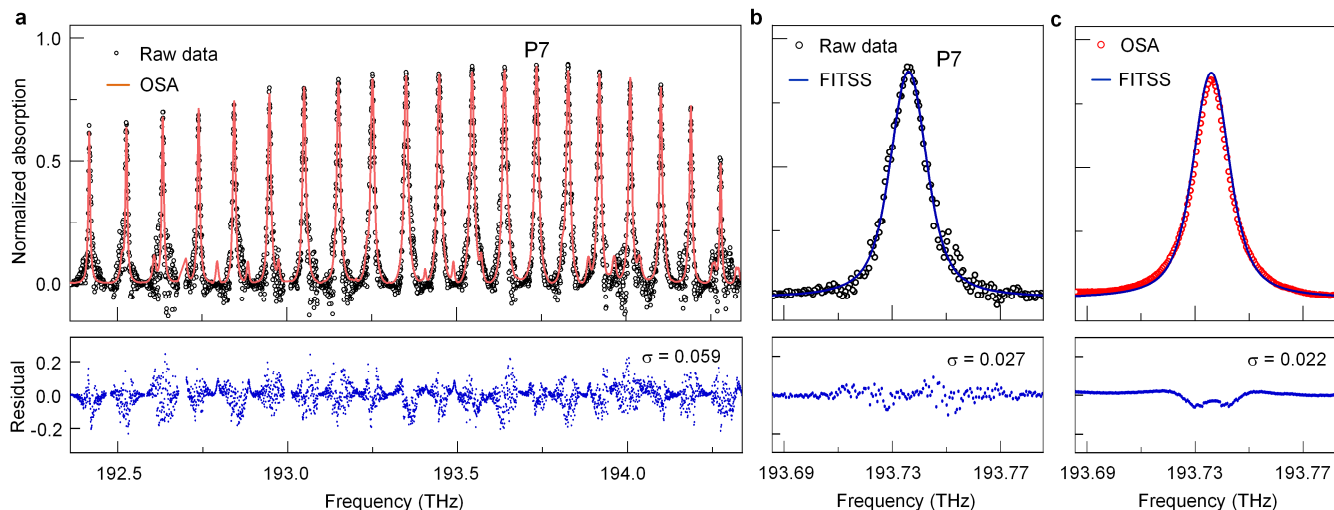 a
Normalized absorption
1.0
0.5
0.0
Raw data
OSA
P7
Residual
0.2
0.0
-0.2
σ = 0.059
192.5
193.0
193.5
194.0
Frequency (THz)
b
Raw data
FITSS
P7
σ = 0.027
193.69
193.73
193.77
Frequency (THz)
c
OSA
FITSS
σ = 0.022
193.69
193.73
193.77
Frequency (THz)